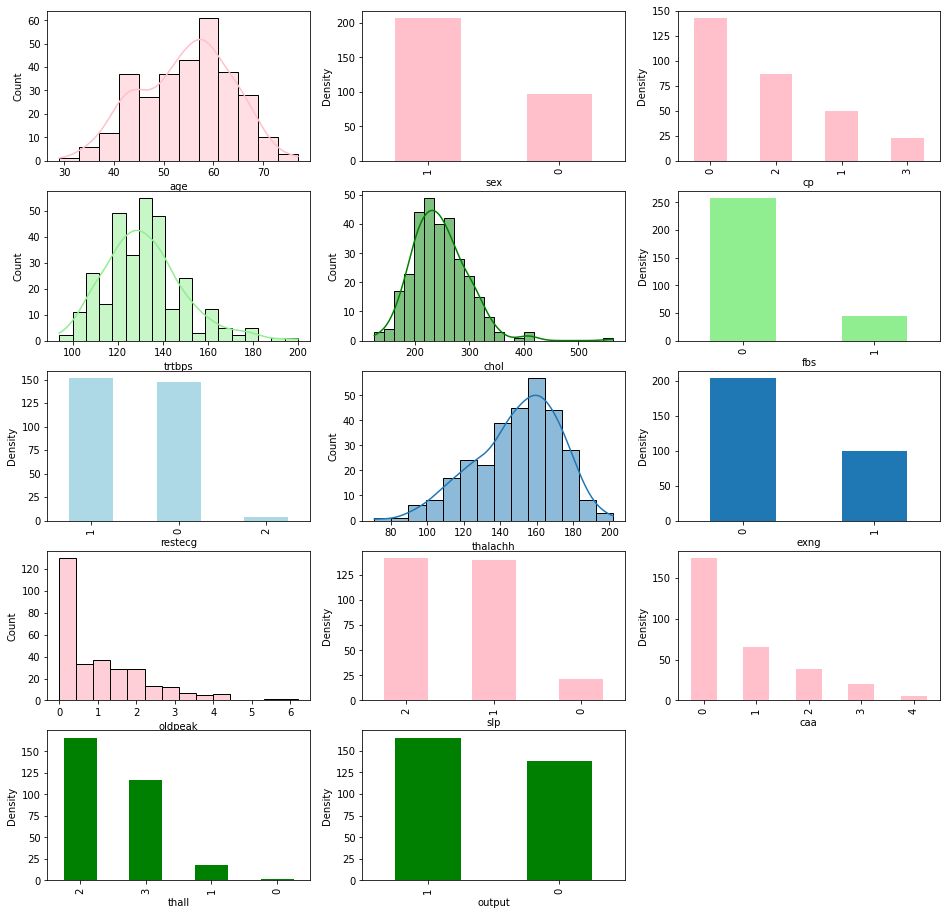 60
50
40
30
20
10
0
Count
30 40 50 60 70
age
200
150
100
50
0
Density
1 0
sex
150
125
100
75
50
25
0
Density
0 2 1 3
cp
50
40
30
20
10
0
Count
100 120 140 160 180 200
trtbps
50
40
30
20
10
0
Count
200 300 400 500
chol
250
200
150
100
50
0
Density
0 1
fbs
150
125
100
75
50
25
0
Density
1 0 2
restecg
50
40
30
20
10
0
Count
80 100 120 140 160 180 200
thalachh
200
150
100
50
0
Density
0 1
exng
120
100
80
60
40
20
0
Count
0 1 2 3 4 5 6
oldpeak
125
100
75
50
25
0
Density
2 1 0
slp
150
100
50
0
Density
0 1 2 3 4
caa
150
125
100
75
50
25
0
Density
2 3 1 0
thall
150
125
100
75
50
25
0
Density
1 0
output